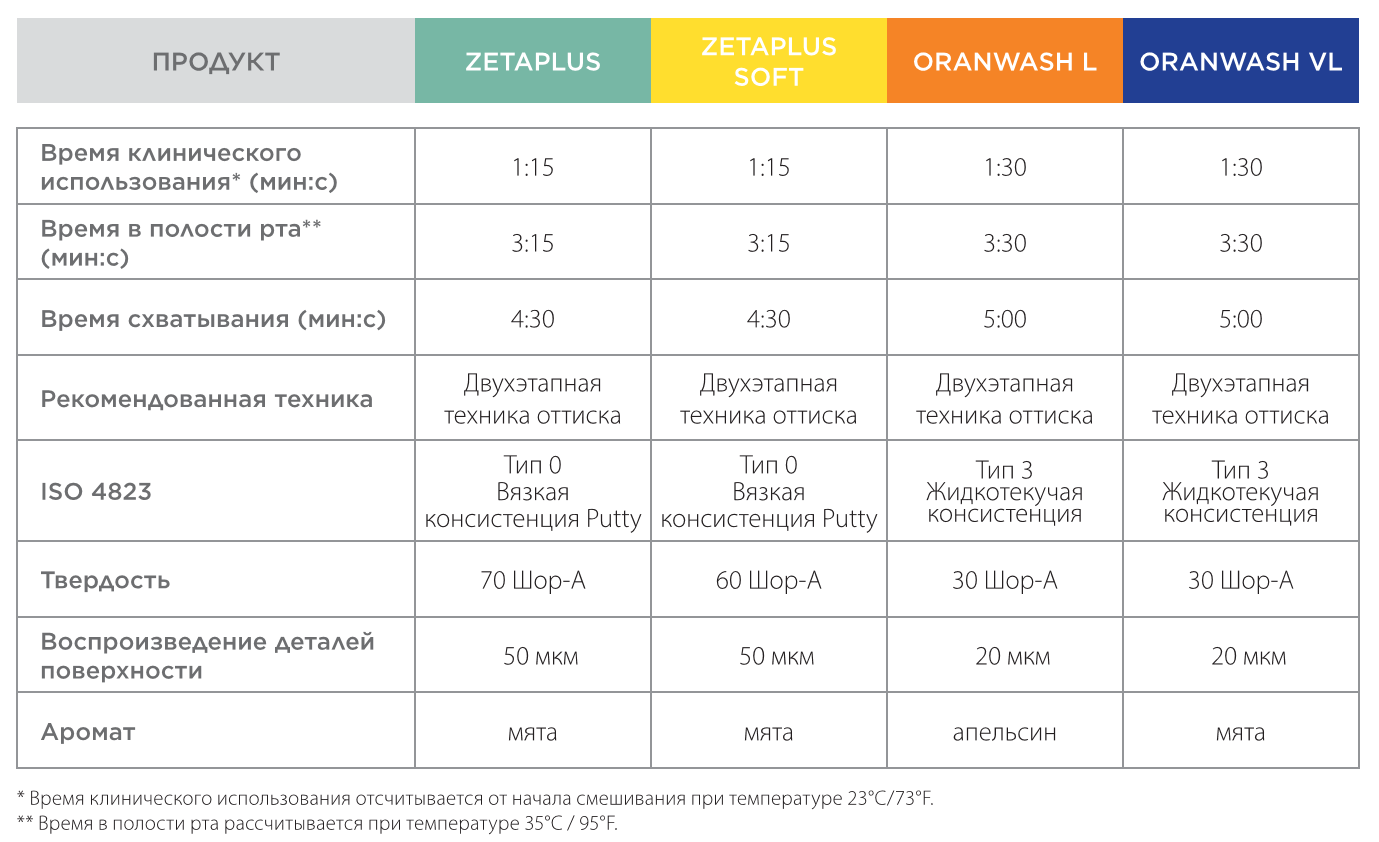 ПРОДУКТ
ZETAPLUS
ZETAPLUS
SOFT
ORANWASH L
ORANWASH VL
Время клинического
использования* (мин:с)
1:15
1:15
1:30
1:30
Время в полости рта**
(мин:с)
3:15
3:15
3:30
3:30
Время схватывания (мин:с)
4:30
4:30
5:00
5:00
Рекомендованная техника
Двухэтапная
техника оттиска
Двухэтапная
техника оттиска
Двухэтапная
техника оттиска
Двухэтапная
техника оттиска
ISO 4823
Тип 0
Вязкая
консистенция Putty
Тип 0
Вязкая
консистенция Putty
Тип 3
Жидкотекучая
консистенция
Тип 3
Жидкотекучая
консистенция
Твердость
70 Шор-А
60 Шор-А
30 Шор-А
30 Шор-А
Воспроизведение деталей
поверхности
50 мкм
50 мкм
20 мкм
20 мкм
Аромат
мята
мята
апельсин
мята
* Время клинического использования отсчитывается от начала смешивания при температуре 23°C/73°F.
** Время в полости рта рассчитывается при температуре 35°C / 95°F.